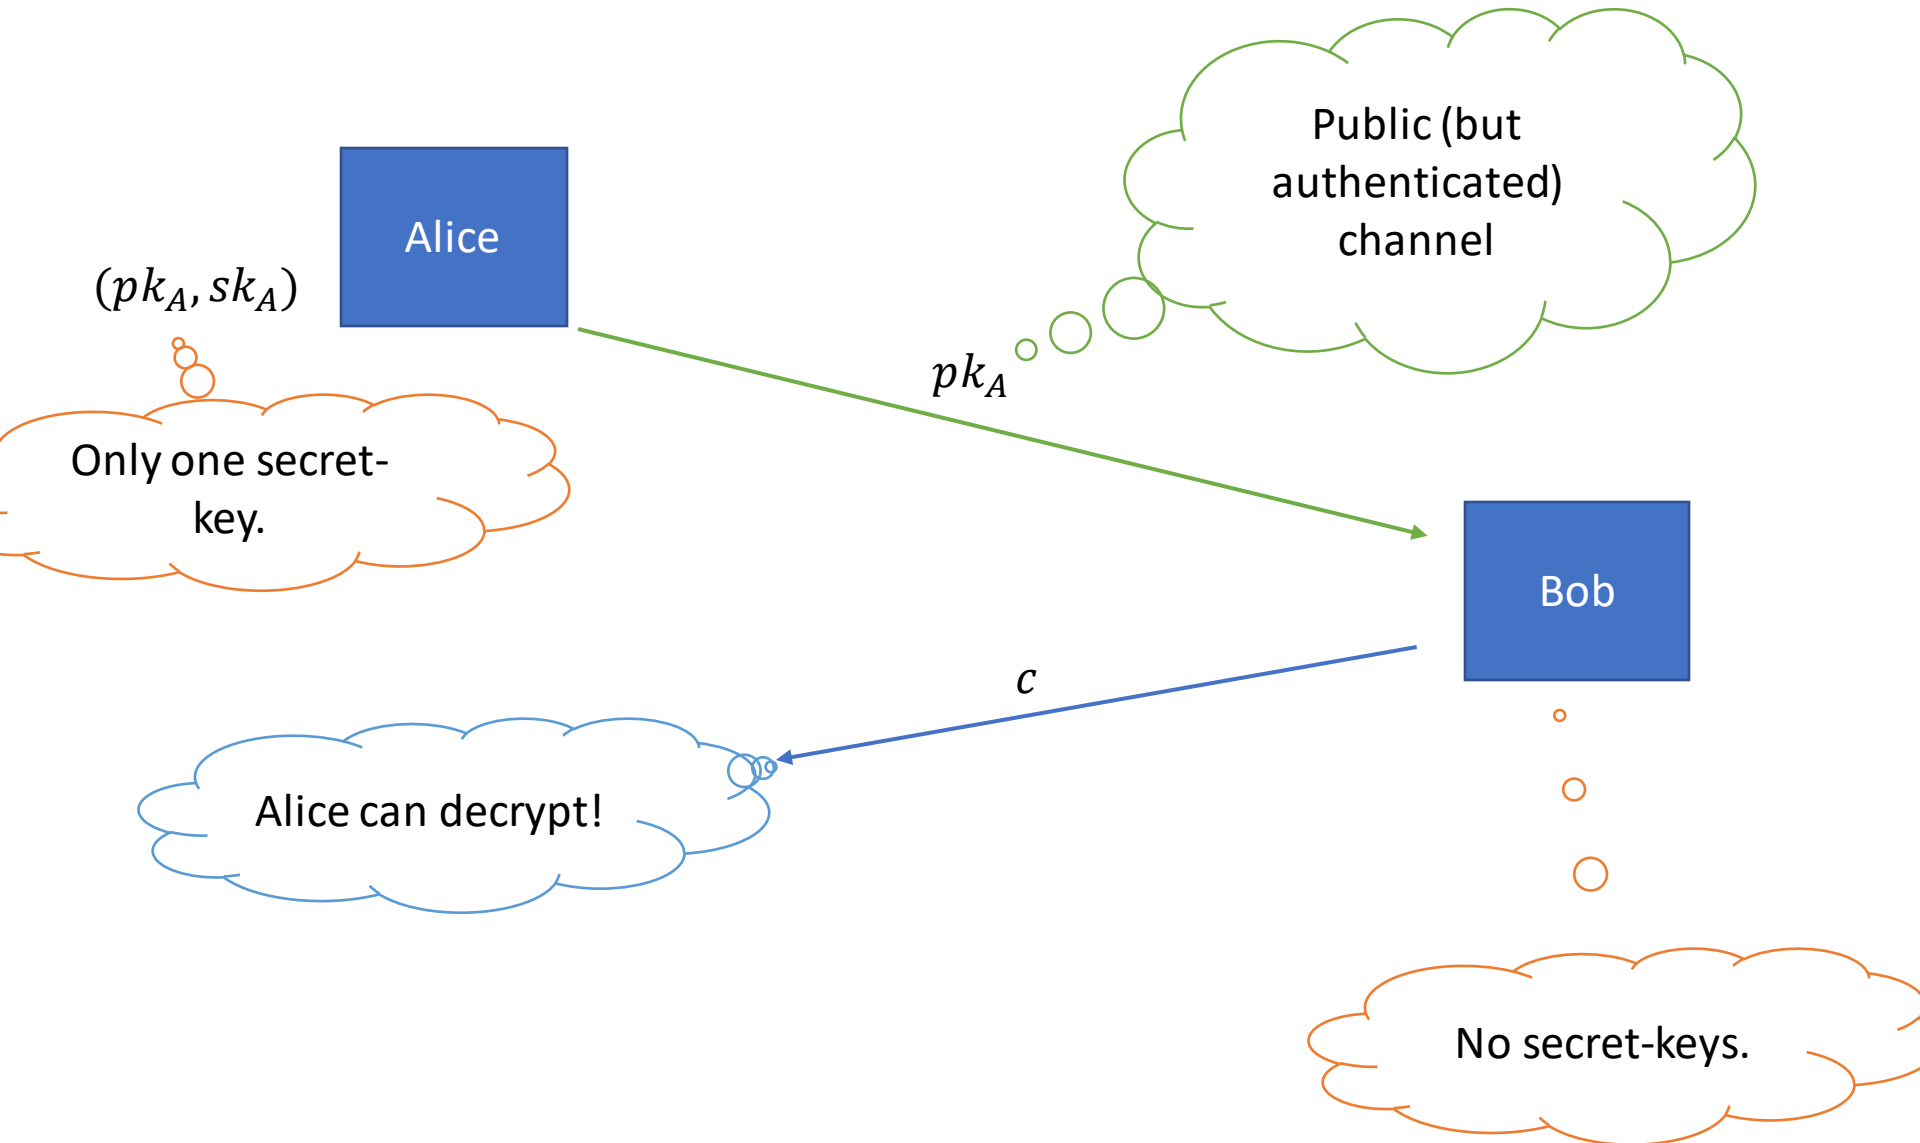 Public (but
authenticated)
channel
Alice
(pk_A, sk_A)
pk_A
Only one secret-
key.
Bob
c
Alice can decrypt!
No secret-keys.